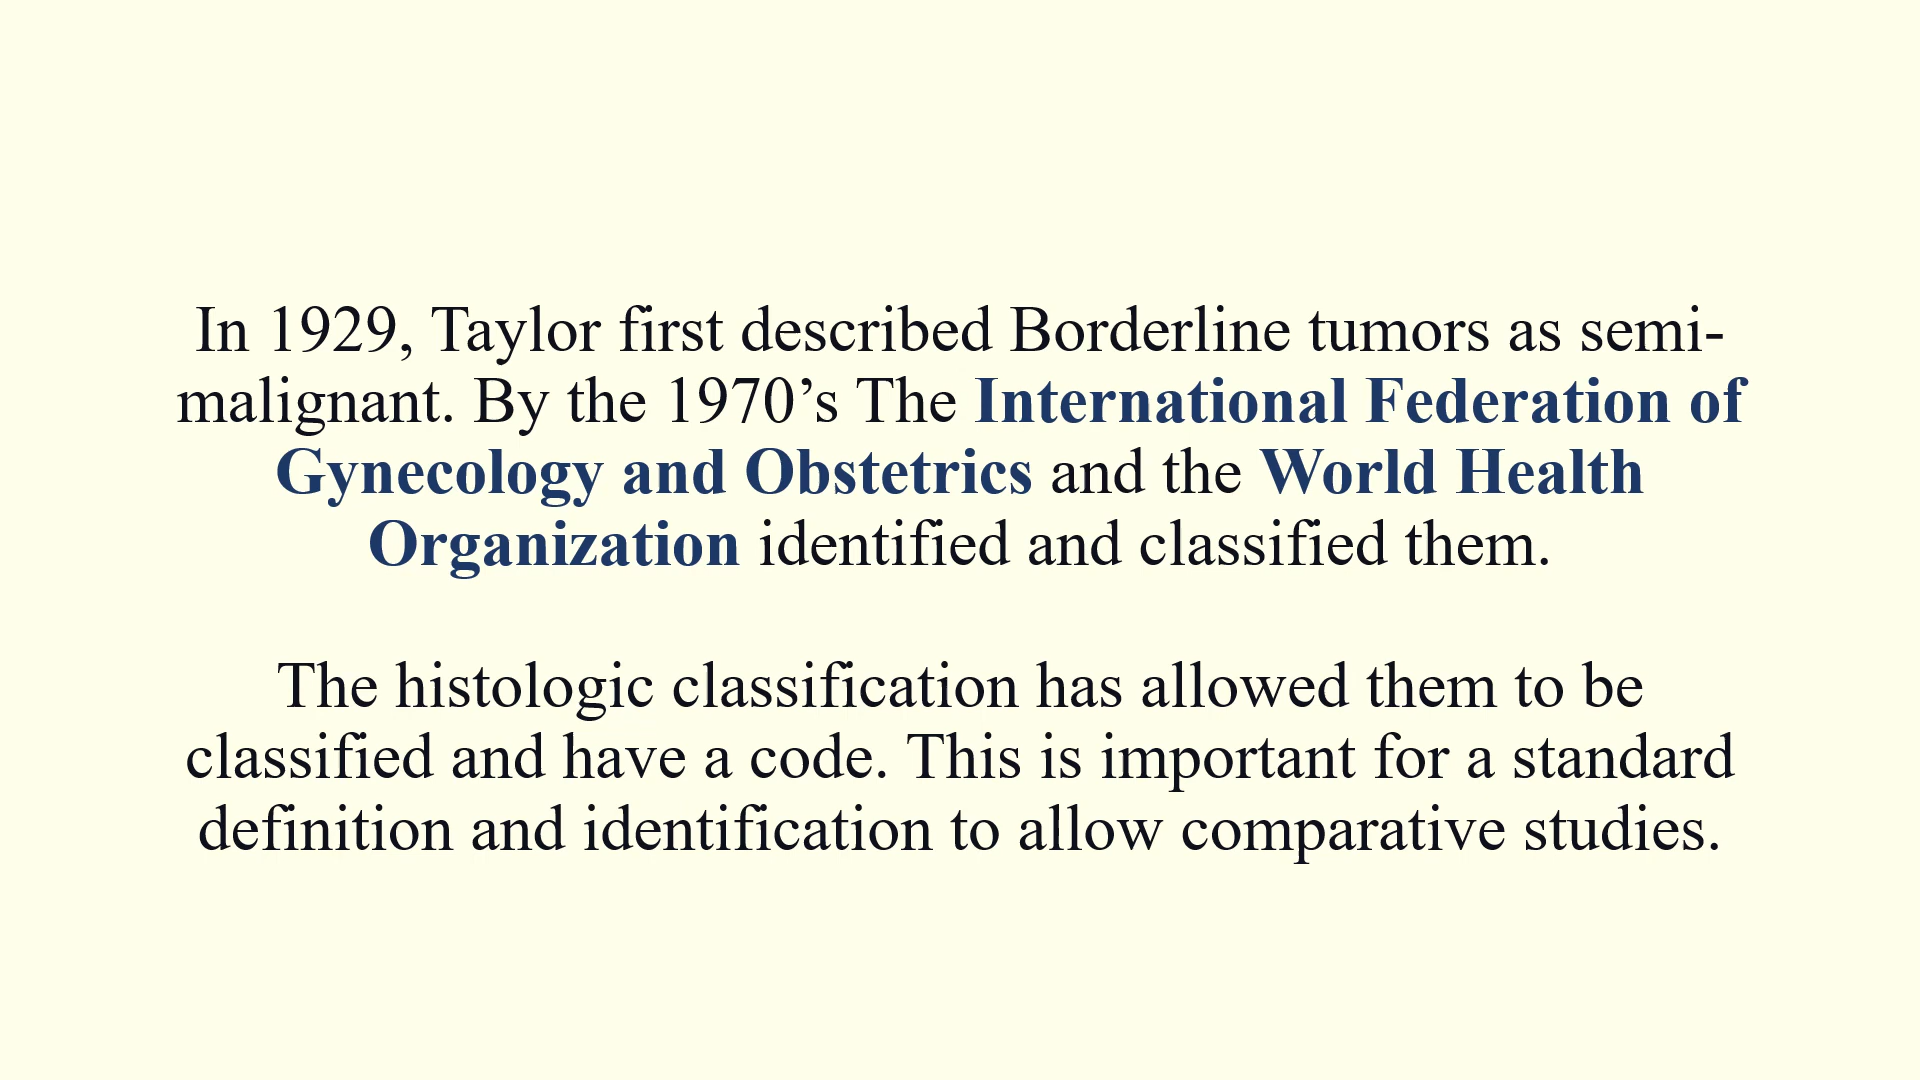 In 1929, Taylor first described Borderline tumors as semi-
malignant. By the 1970’s The International Federation of
Gynecology and Obstetrics and the World Health
Organization identified and classified them.
The histologic classification has allowed them to be
classified and have a code. This is important for a standard
definition and identification to allow comparative studies.